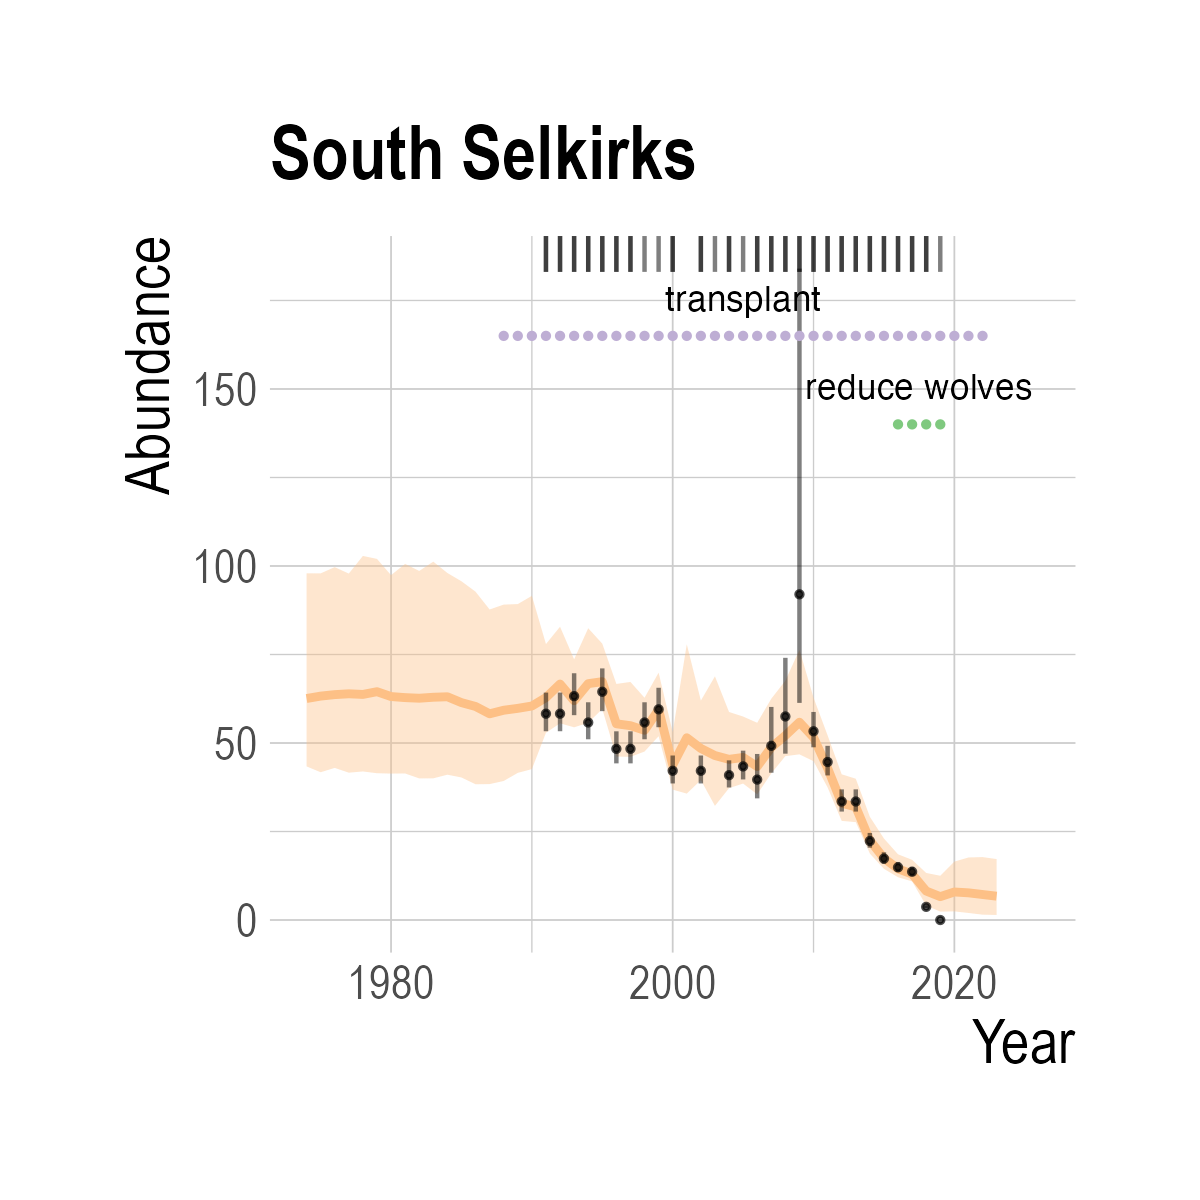 South Selkirks
Abundance
transplant
reduce wolves
150
100
50
0
1980 2000 2020
Year